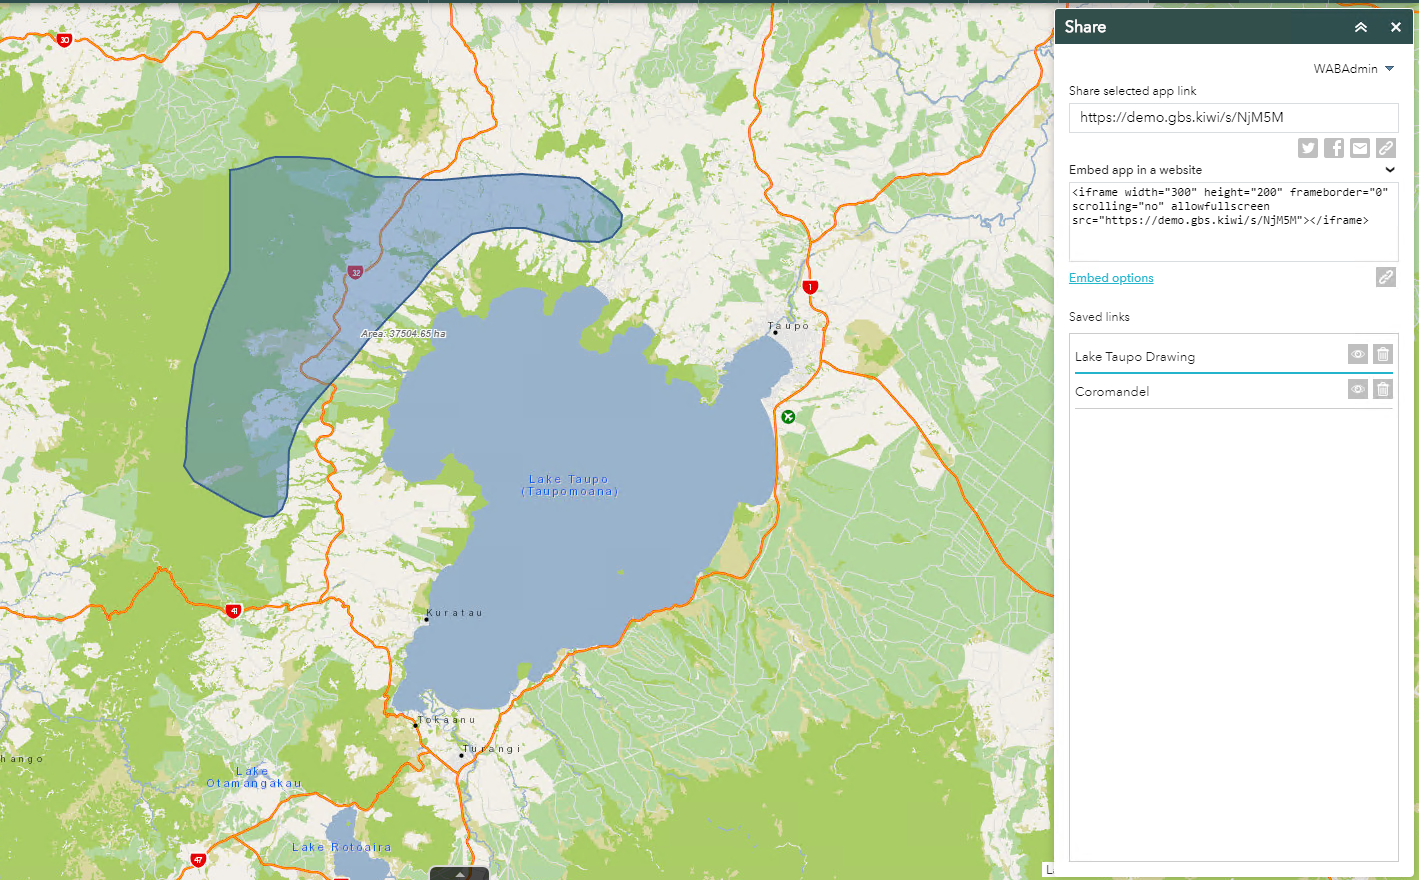 30
32
Area: 37504.65 ha
1
Taupo
Lake Taupo
(Taupomoana)
41
Kuratau
Tokaanu
Turangi
hango
Lake
Otamangakau
Lake Rotoaira
47
Share
WABAdmin
Share selected app link
https://demo.gbs.kiwi/s/NjM5M
Embed app in a website
<iframe width="300" height="200" frameborder="0"
scrolling="no" allowfullscreen
src="https://demo.gbs.kiwi/s/NjM5M"></iframe>
Embed options
Saved links
Lake Taupo Drawing
Coromandel